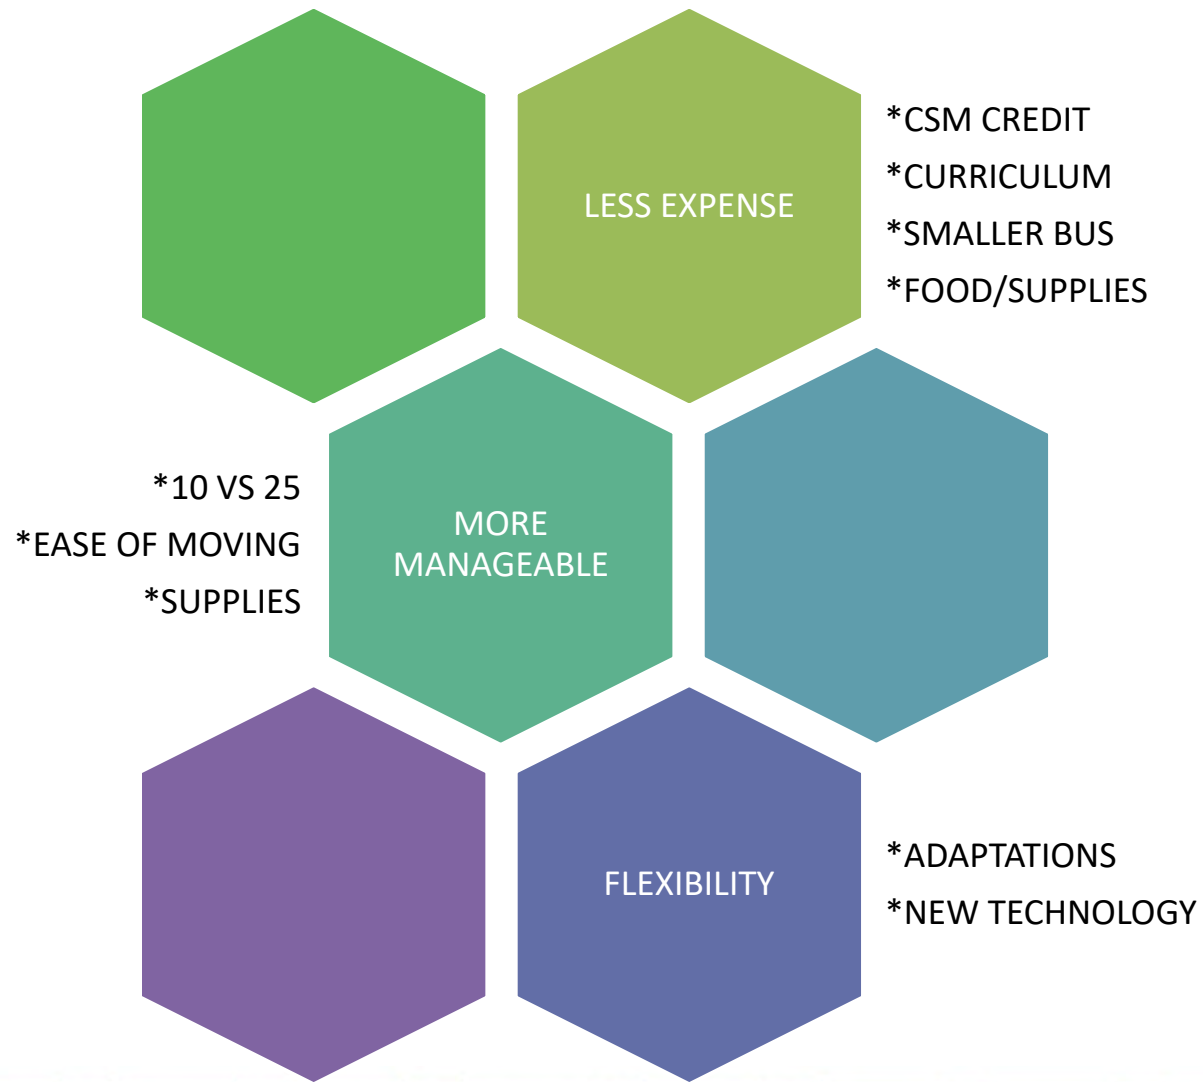 LESS EXPENSE
*CSM CREDIT
*CURRICULUM
*SMALLER BUS
*FOOD/SUPPLIES
*10 VS 25
*EASE OF MOVING
*SUPPLIES
MORE
MANAGEABLE
FLEXIBILITY
*ADAPTATIONS
*NEW TECHNOLOGY